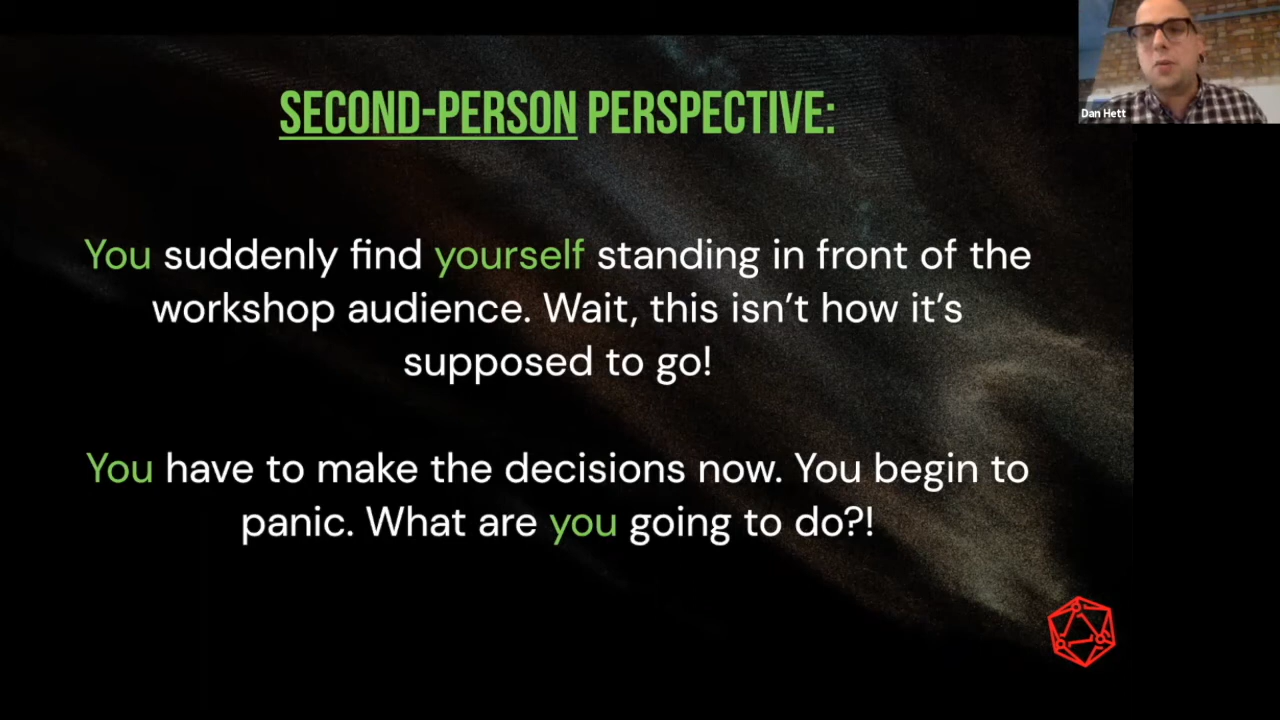 SECOND-PERSON PERSPECTIVE:
Dan Hett
You suddenly find yourself standing in front of the
workshop audience. Wait, this isn’t how it’s
supposed to go!
You have to make the decisions now. You begin to
panic. What are you going to do?!